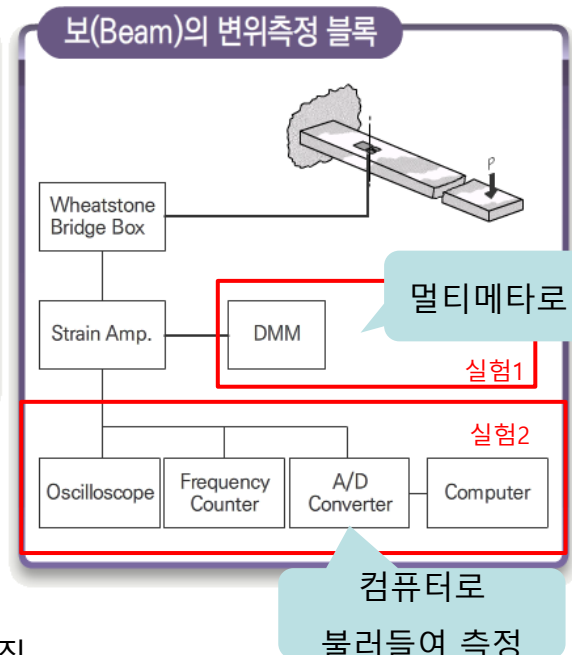 보(Beam)의 변위측정 블록
P
Wheatstone
Bridge Box
멀티메타로
Strain Amp.
DMM
실험1
실험2
Oscilloscope
Frequency
Counter
A/D
Converter
Computer
컴퓨터로
불러들여 측정